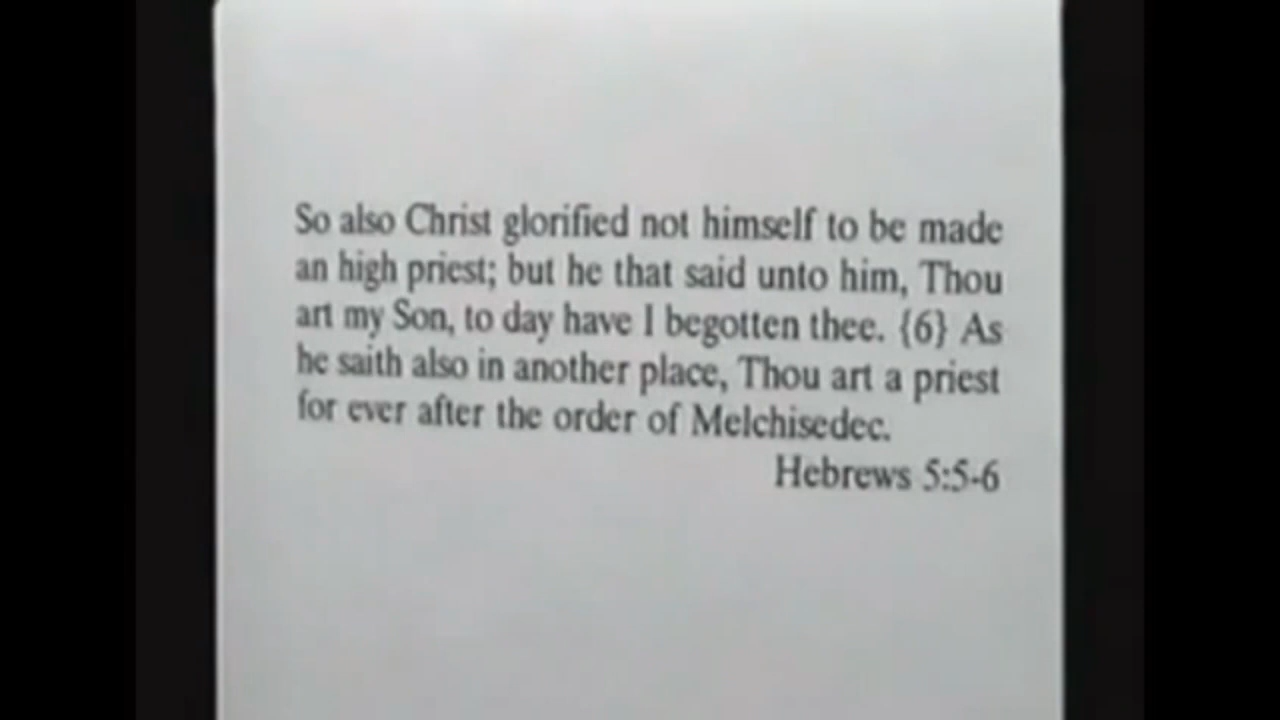 So also Christ glorified not himself to be made
an high priest; but he that said unto him, Thou
art my Son, to day have I begotten thee. {6} As
he saith also in another place, Thou art a priest
for ever after the order of Melchisedec.
Hebrews 5:5-6